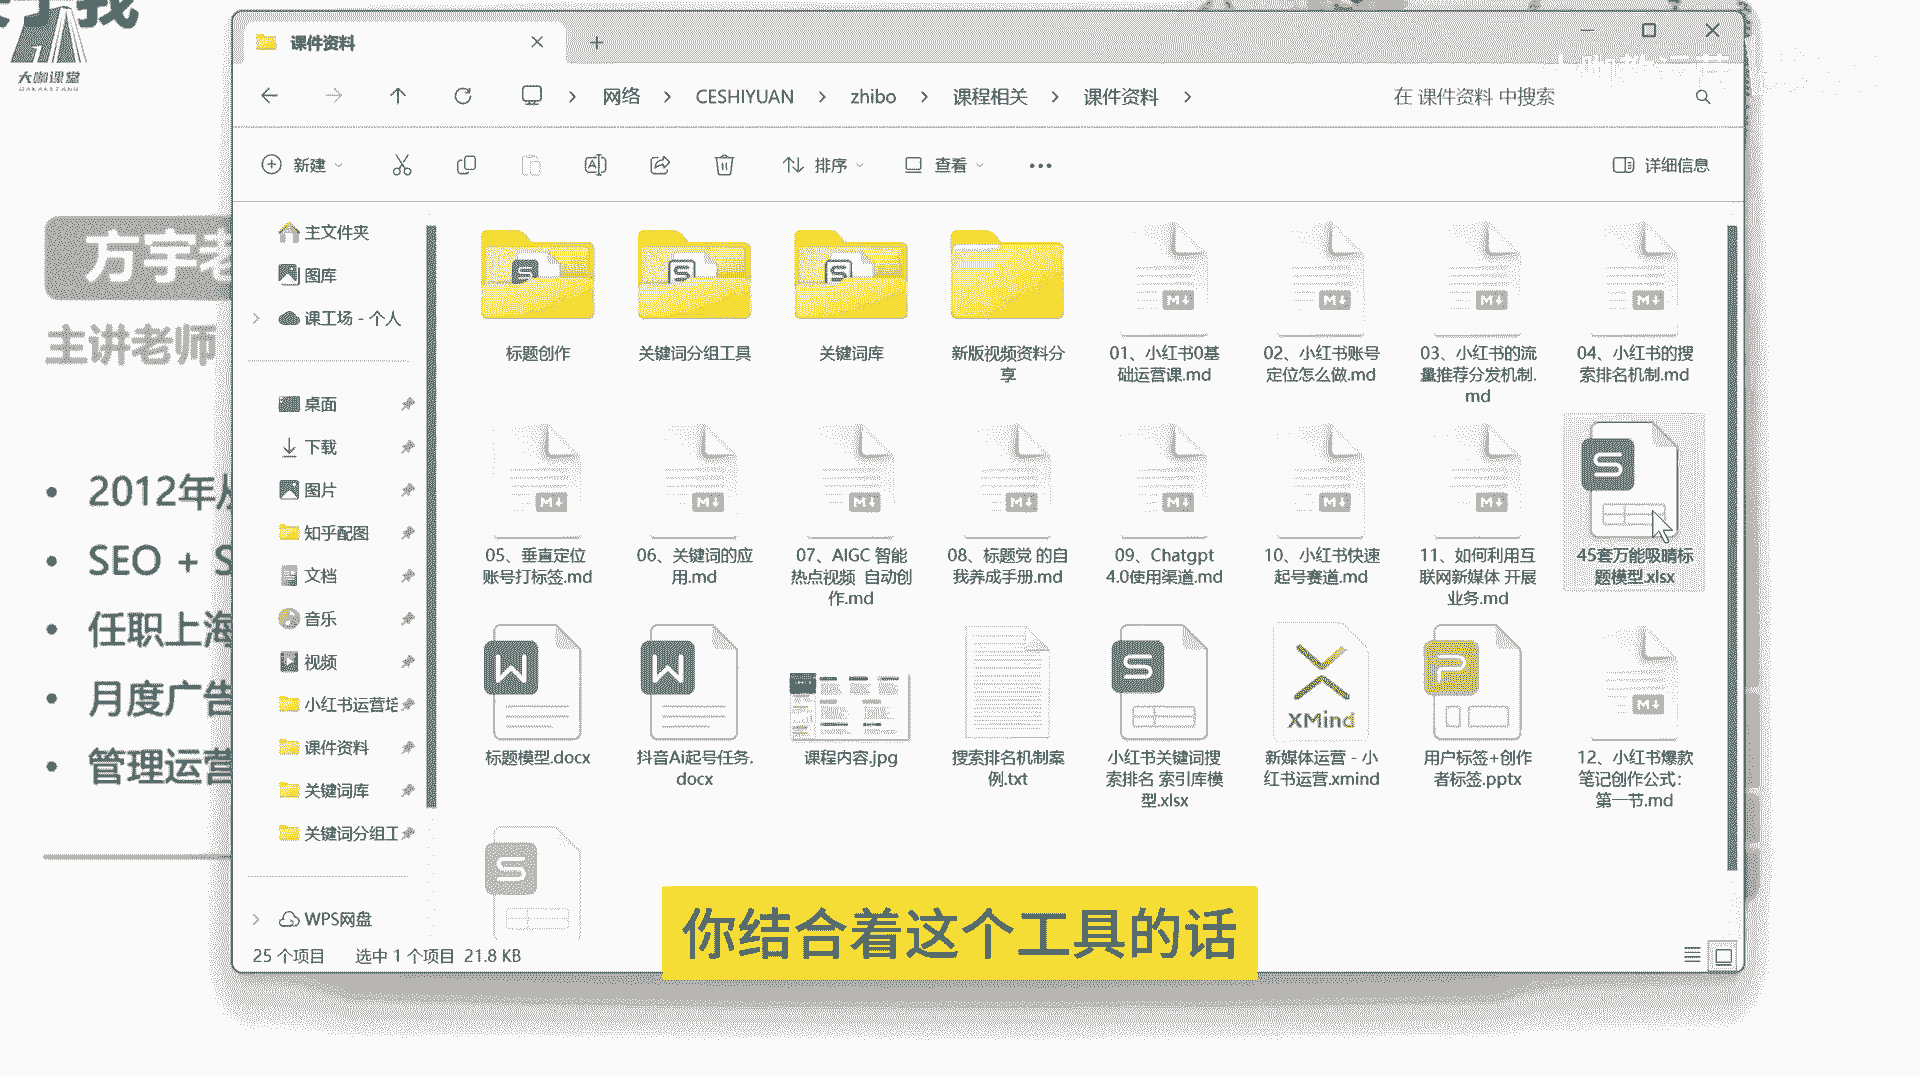 大咖课堂
DAKAKETANG
课件资料
网络
CESHIYUAN
zhibo
课程相关
课件资料
在 课件资料 中搜索
新建
排序
查看
详细信息
方宇老
主讲老师
2012年从
SEO + S
任职上海
月度广告
管理运营
主文件夹
图库
课工场 - 个人
桌面
下载
图片
知乎配图
文档
音乐
视频
小红书运营培
课件资料
关键词库
关键词分组工
WPS网盘
标题创作
关键词分组工具
关键词库
新版视频资料分
享
01、小红书0基
础运营课.md
02、小红书账号
定位怎么做.md
03、小红书的流
量推荐分发机制.
md
04、小红书的搜
索排名机制.md
05、垂直定位
账号打标签.md
06、关键词的应
用.md
07、AIGC 智能
热点视频 自动创
作.md
08、标题党 的自
我养成手册.md
09、Chatgpt
4.0使用渠道.md
10、小红书快速
起号赛道.md
11、如何利用互
联网新媒体 开展
业务.md
45套万能吸睛标
题模型.xlsx
标题模型.docx
抖音Ai起号任务.
docx
课程内容.jpg
搜索排名机制案
例.txt
小红书关键词搜
索排名 索引库模
型.xlsx
XMind
新媒体运营 - 小
红书运营.xmind
用户标签+创作
者标签.pptx
12、小红书爆款
笔记创作公式：
第一节.md
25 个项目
选中 1 个项目 21.8 KB
你结合着这个工具的话